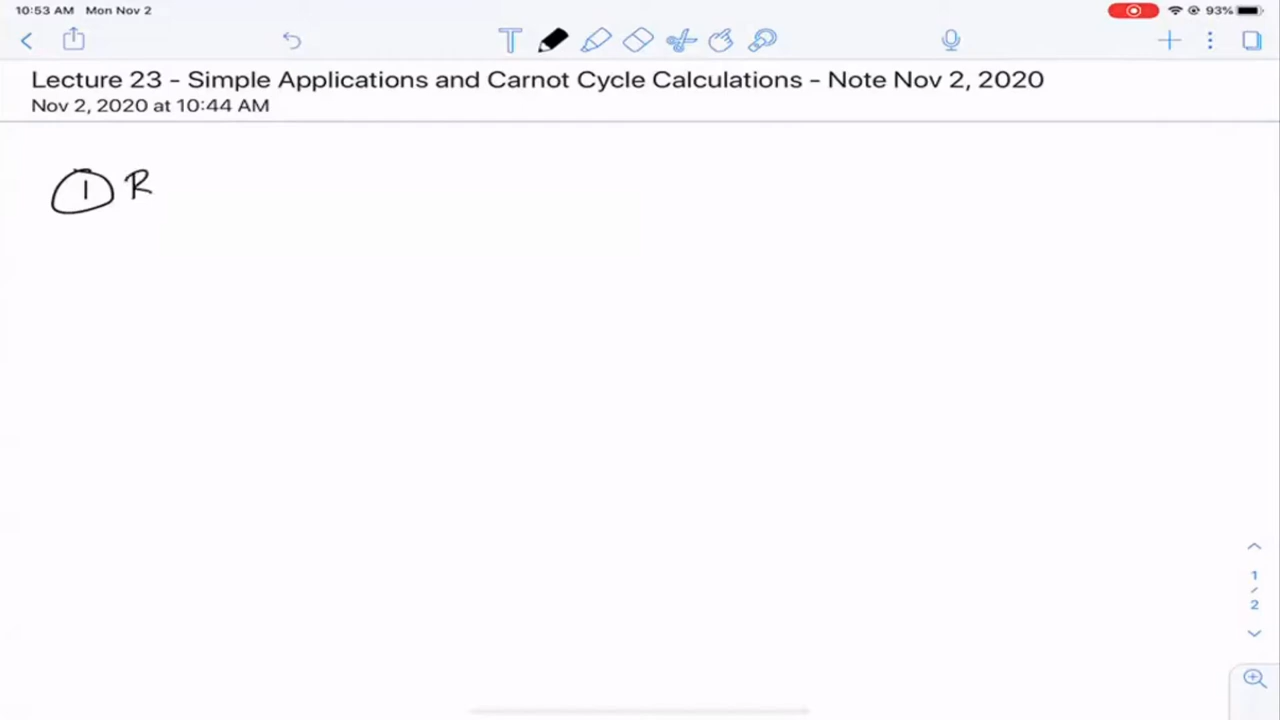 10:53 AM Mon Nov 2 93%
T
Lecture 23 - Simple Applications and Carnot Cycle Calculations - Note Nov 2, 2020
Nov 2, 2020 at 10:44 AM
1 R
1
/
2